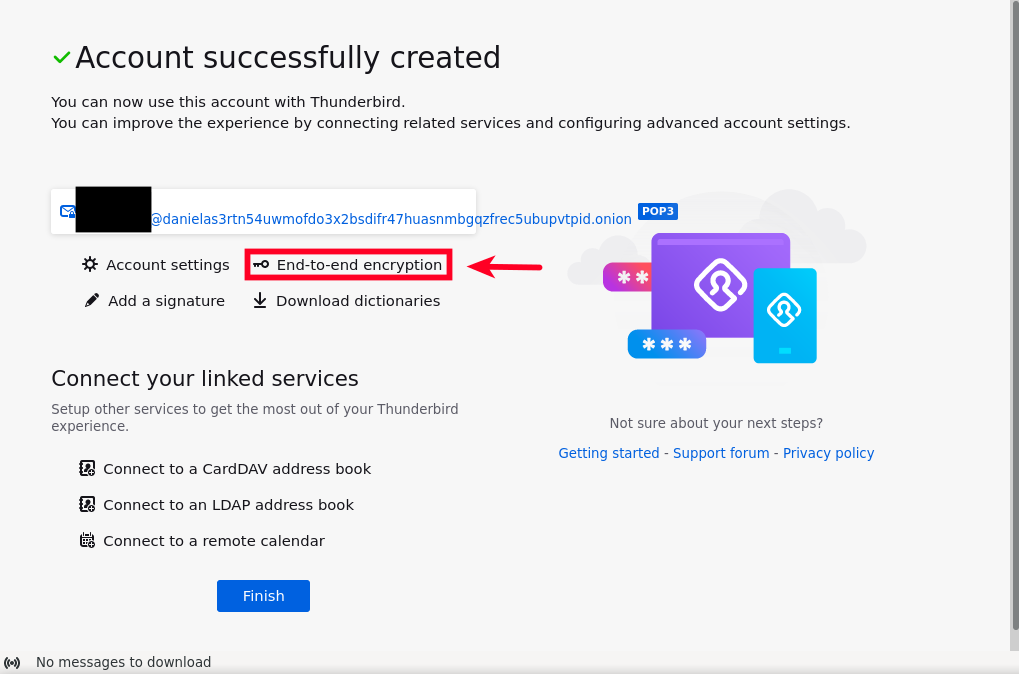 Account successfully created
You can now use this account with Thunderbird.
You can improve the experience by connecting related services and configuring advanced account settings.
@danielas3rtn54uwmofdo3x2bsdifr47huasnmbgqzfrec5ubupvtpid.onion POP3
Account settings End-to-end encryption
Add a signature Download dictionaries
Connect your linked services
Setup other services to get the most out of your Thunderbird
experience.
Connect to a CardDAV address book
Connect to an LDAP address book
Connect to a remote calendar
Finish
***
Not sure about your next steps?
Getting started - Support forum - Privacy policy
No messages to download